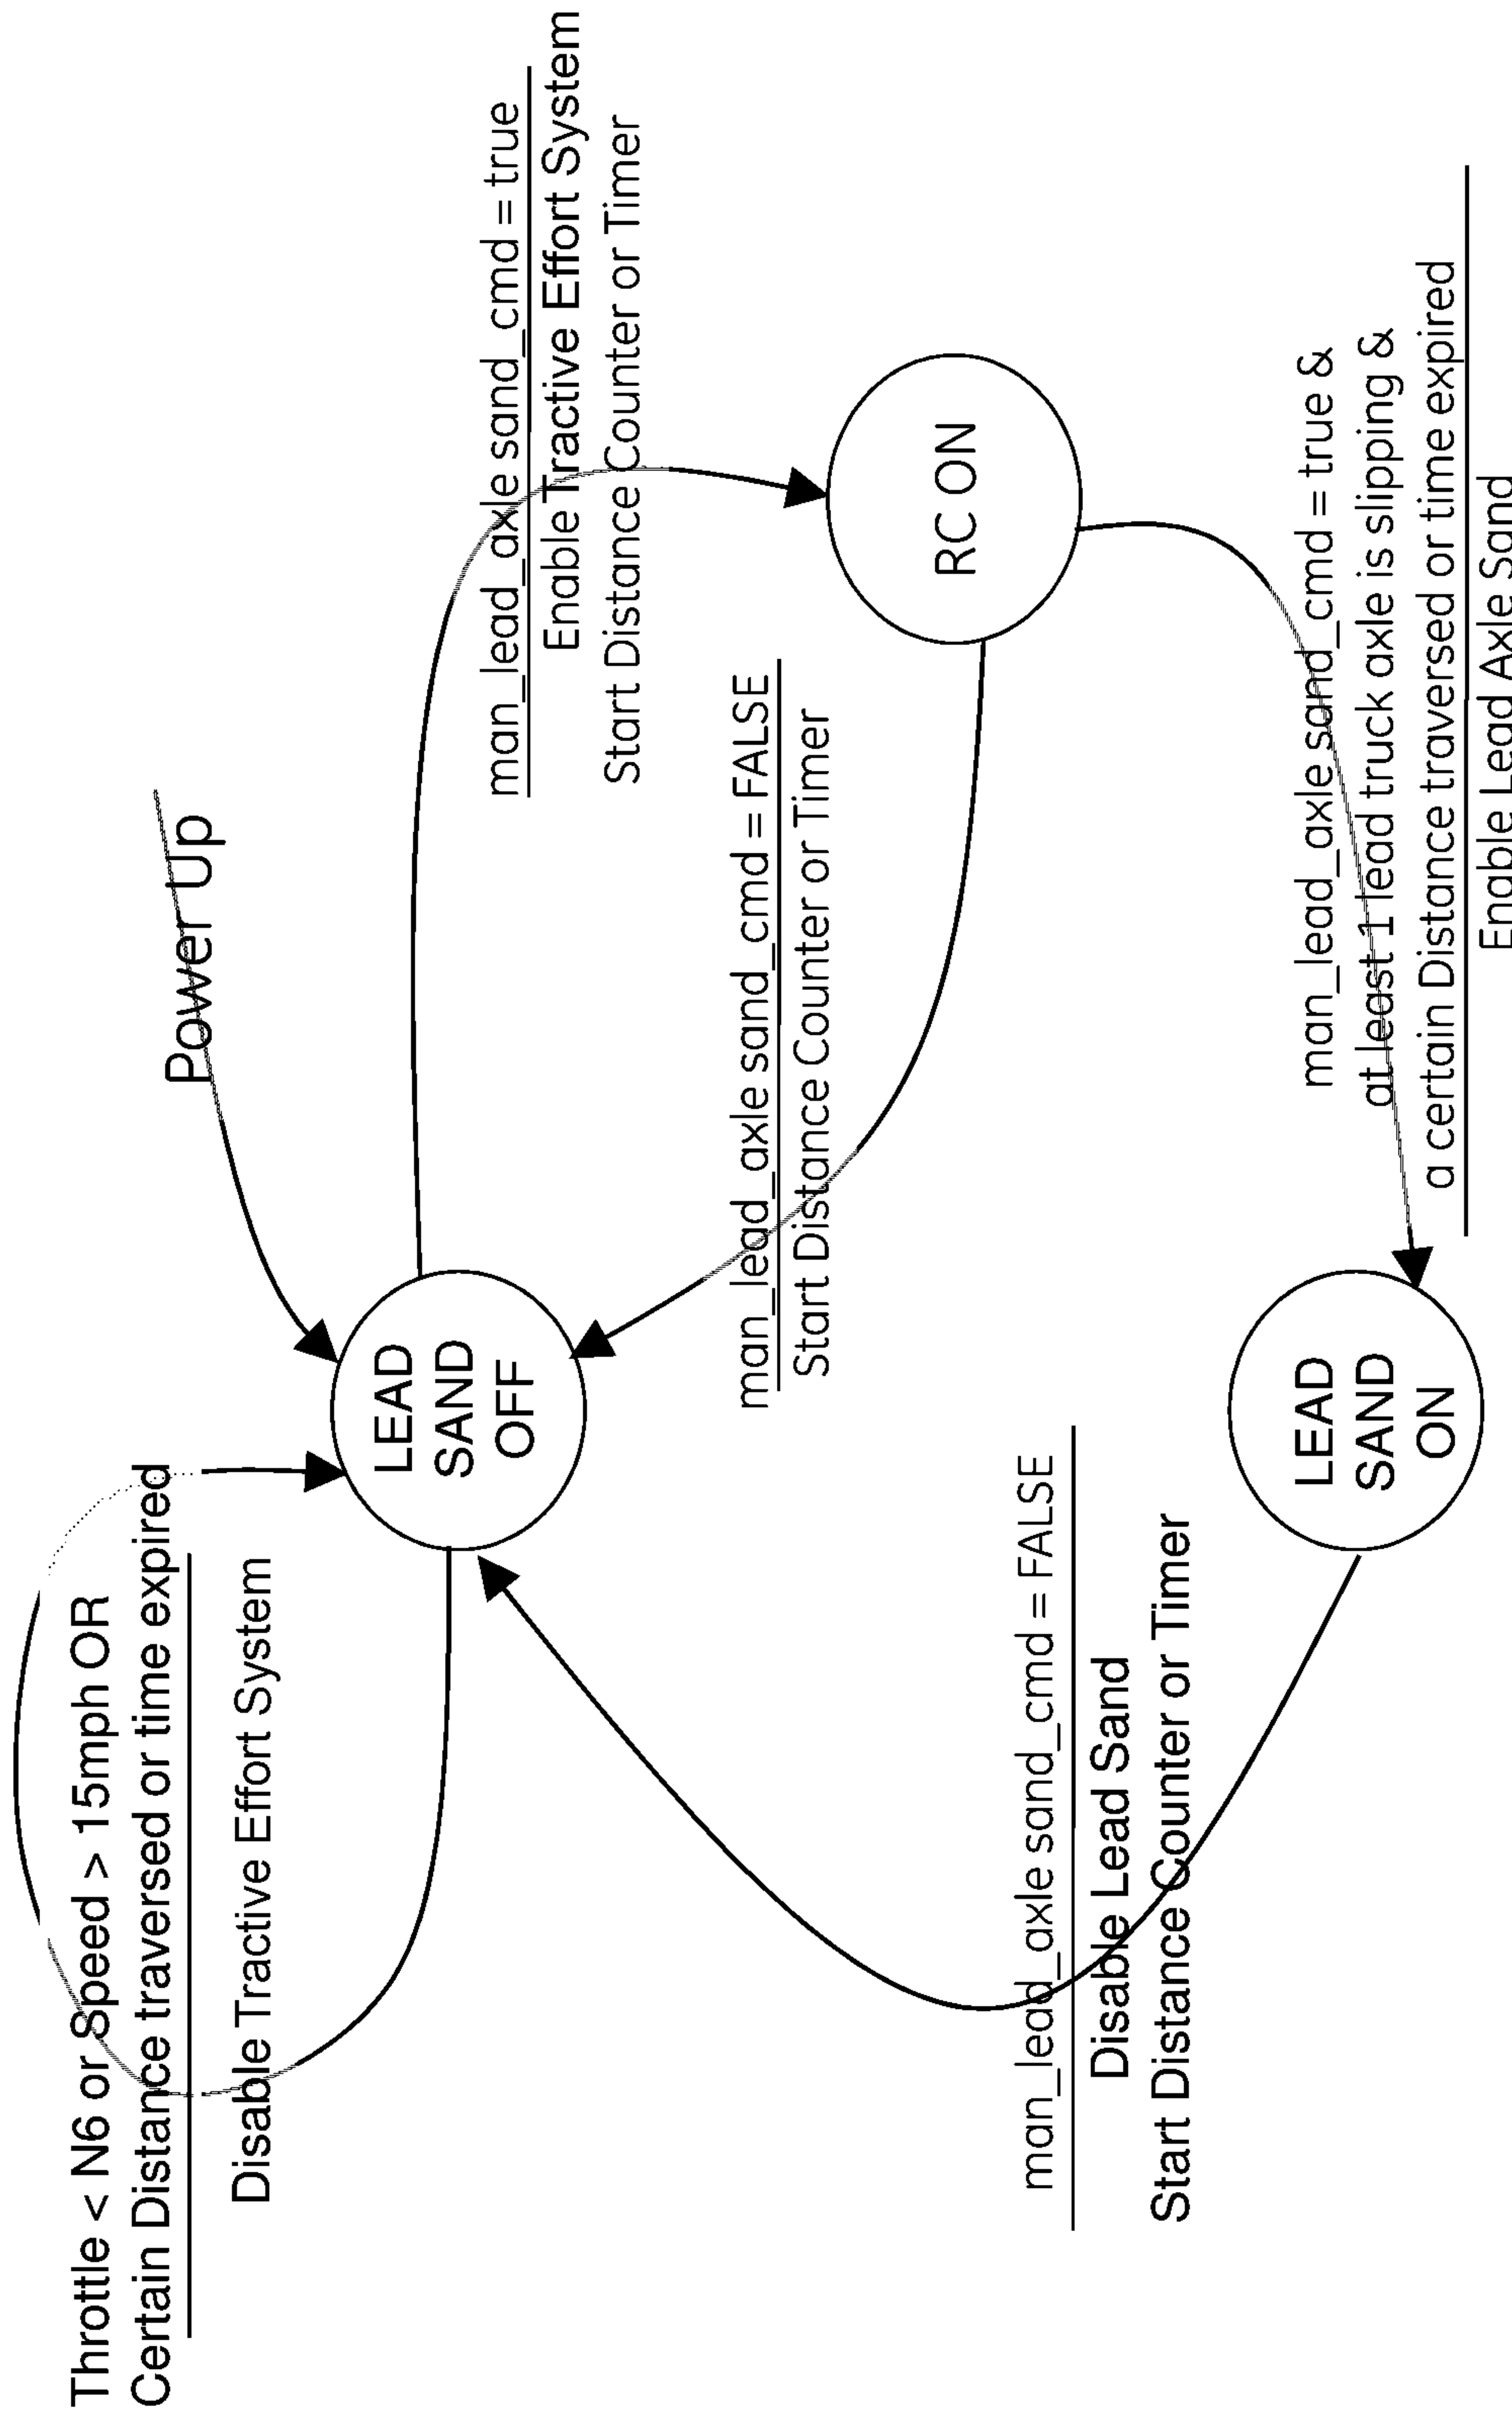 Throttle < N6 or Speed > 15mph OR
Certain Distance traversed or time expired
Disable Tractive Effort System
Power Up
LEAD
SAND
OFF
man_lead_axle sand_cmd = true
Enable Tractive Effort System
Start Distance Counter or Timer
man_lead_axle sand_cmd = FALSE
Start Distance Counter or Timer
RC ON
man_lead_axle sand_cmd = FALSE
Disable Lead Sand
Start Distance Counter or Timer
LEAD
SAND
ON
man_lead_axle sand_cmd = true &
at least 1 lead truck axle is slipping &
a certain Distance traversed or time expired
Enable Lead Axle Sand